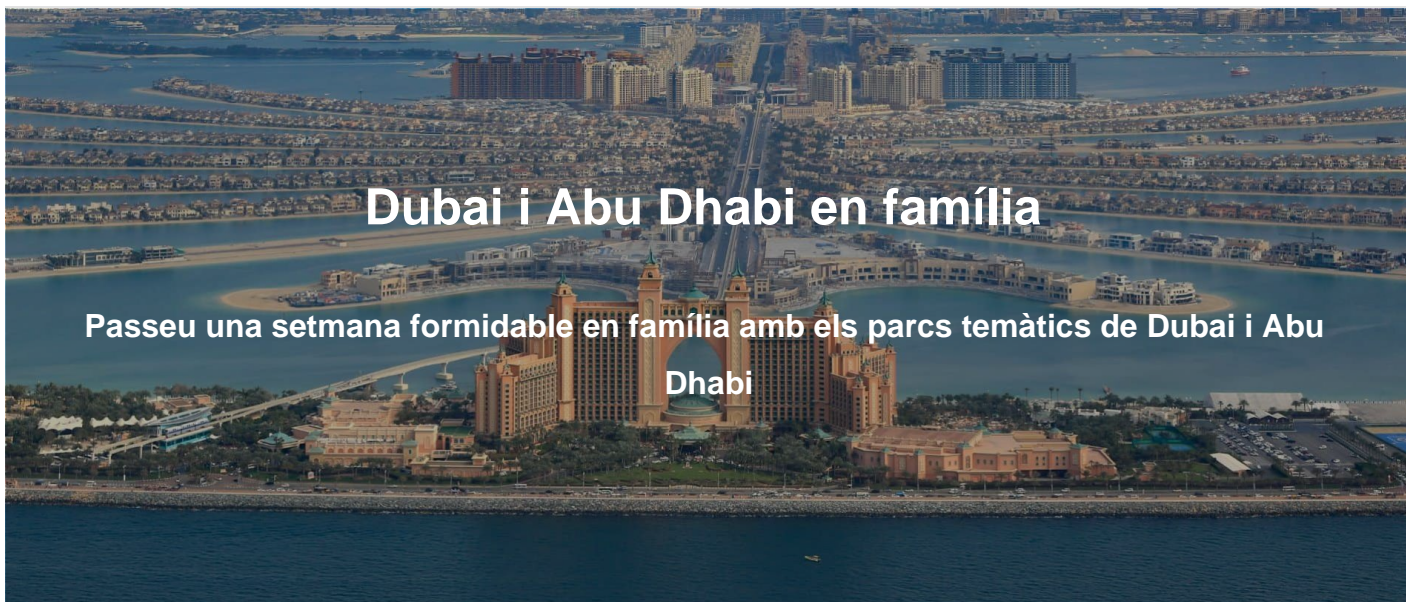 Dubai i Abu Dhabi en família
Passeu una setmana formidable en família amb els parcs temàtics de Dubai i Abu
Dhabi